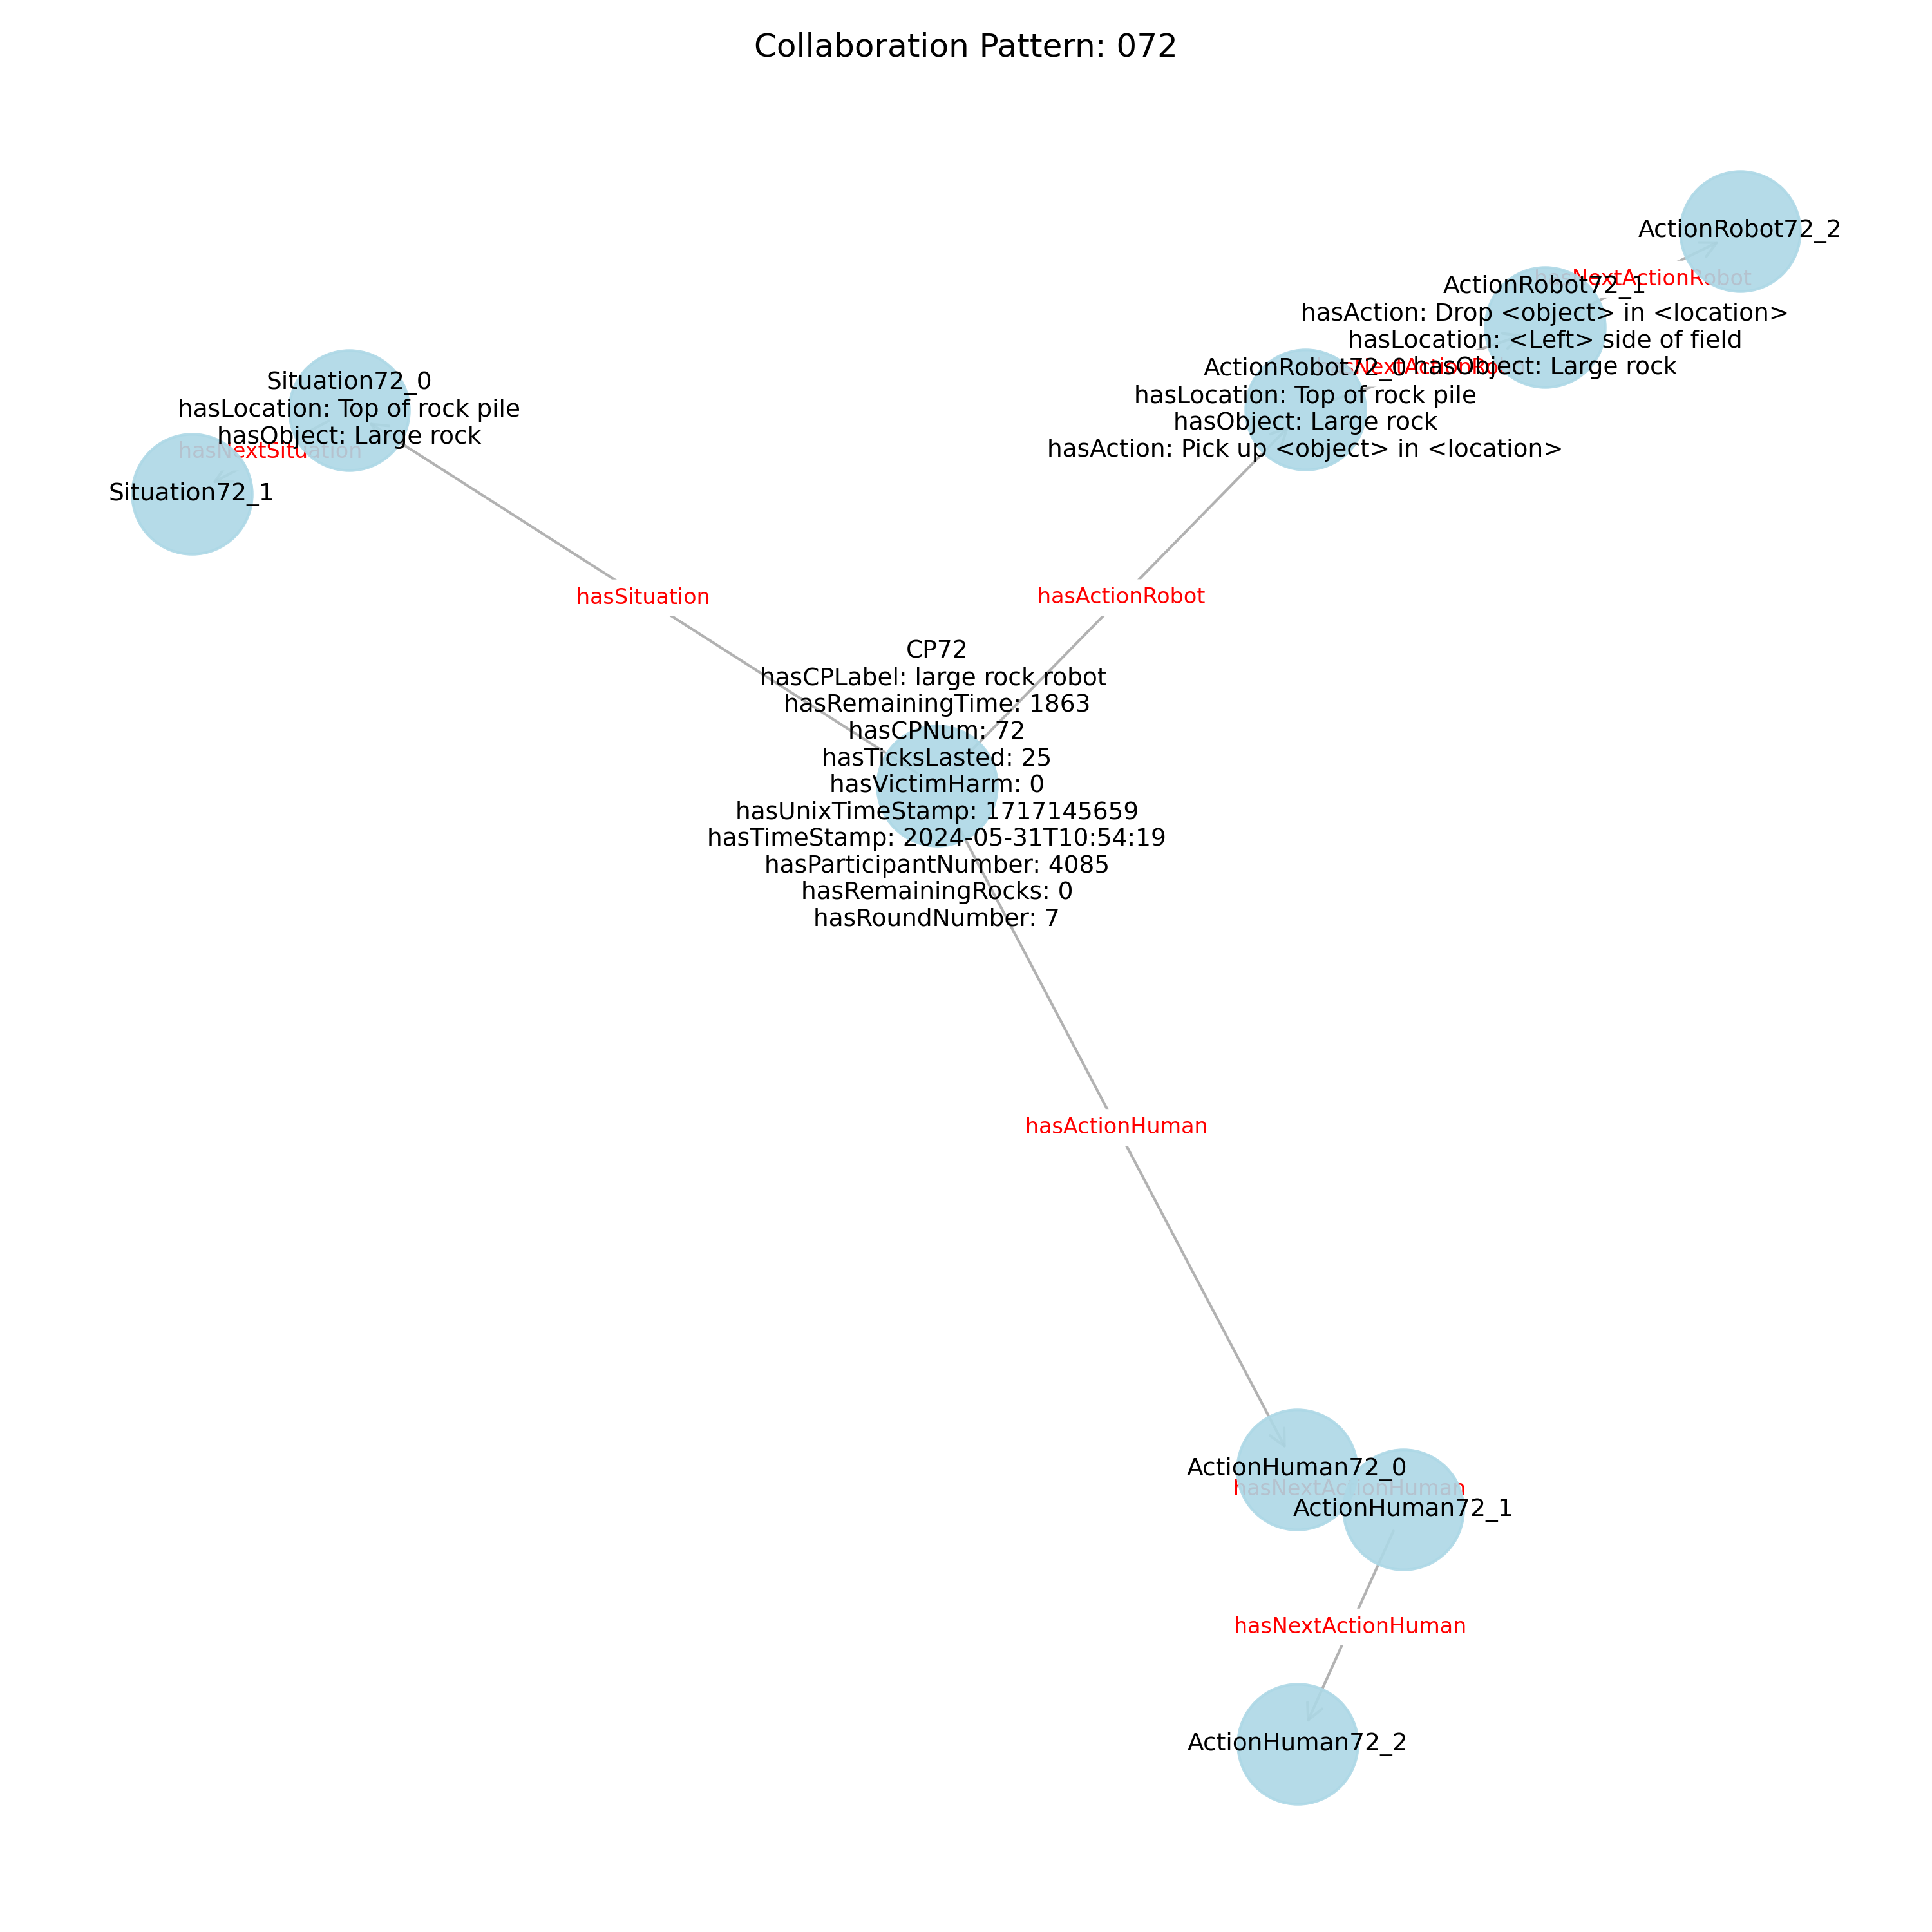 Collaboration Pattern: 072
ActionRobot72_2
hasNextActionRobot
ActionRobot72_1
hasAction: Drop <object> in <location>
hasLocation: <Left> side of field
hasObject: Large rock
hasNextActionRobot
ActionRobot72_0
hasLocation: Top of rock pile
hasObject: Large rock
hasAction: Pick up <object> in <location>
Situation72_0
hasLocation: Top of rock pile
hasObject: Large rock
hasNextSituation
Situation72_1
hasSituation
hasActionRobot
CP72
hasCPLabel: large rock robot
hasRemainingTime: 1863
hasCPNum: 72
hasTicksLasted: 25
hasVictimHarm: 0
hasUnixTimeStamp: 1717145659
hasTimeStamp: 2024-05-31T10:54:19
hasParticipantNumber: 4085
hasRemainingRocks: 0
hasRoundNumber: 7
hasActionHuman
ActionHuman72_0
hasNextActionHuman
ActionHuman72_1
hasNextActionHuman
ActionHuman72_2